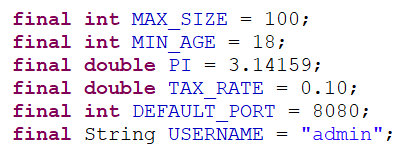 final int MAX_SIZE = 100;
final int MIN_AGE = 18;
final double PI = 3.14159;
final double TAX_RATE = 0.10;
final int DEFAULT_PORT = 8080;
final String USERNAME = "admin";